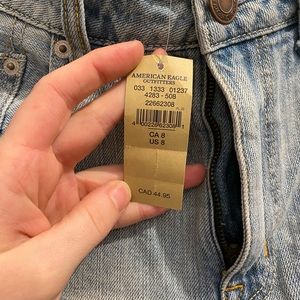 AMERICAN EAGLE
OUTFITTERS
033 1333 01237
4283 - 508
22662308
CA 8
US 8
CAD 44.95